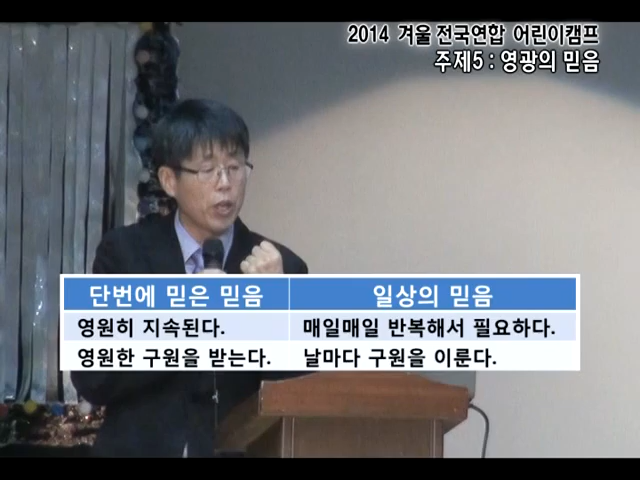 2014 겨울 전국연합 어린이캠프
주제5 : 영광의 믿음
단번에 믿은 믿음 일상의 믿음
영원히 지속된다. 매일매일 반복해서 필요하다.
영원한 구원을 받는다. 날마다 구원을 이룬다.